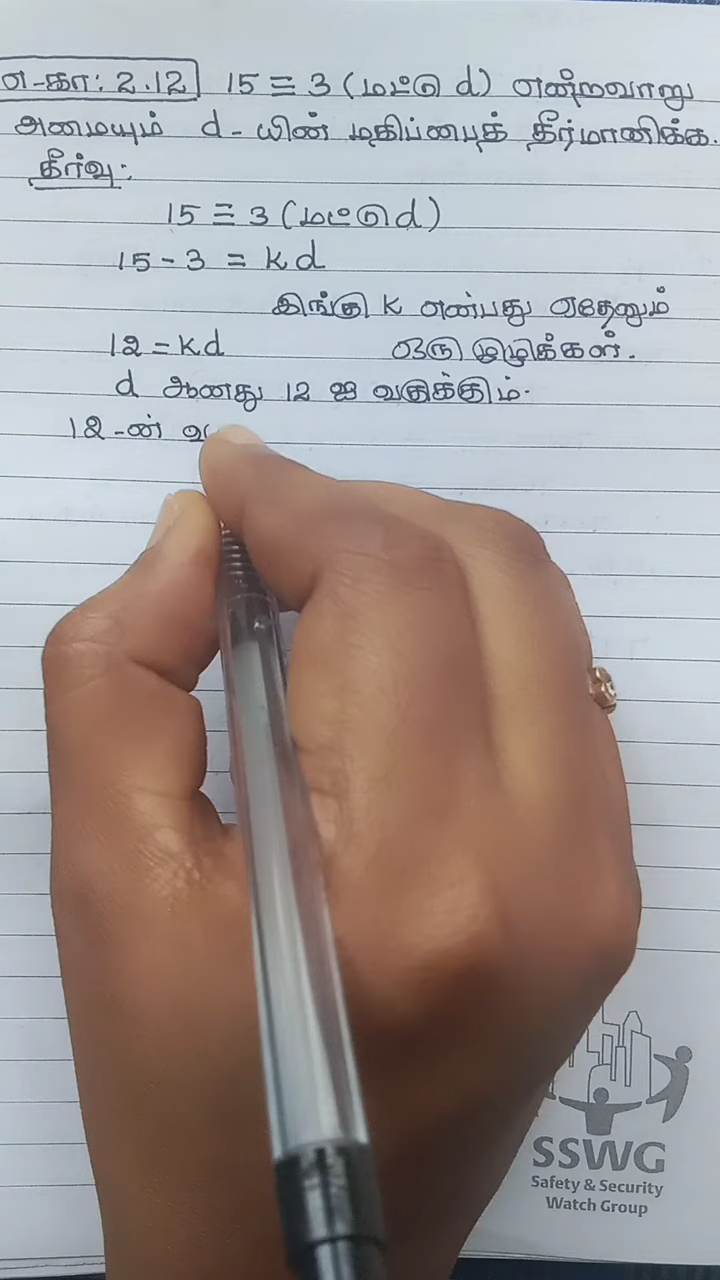 எ-கா: 2.12 15 ≡ 3 (மட்டு d) என்றவாறு
அமையும் d-யின் மதிப்பைத் தீர்மானிக்க.
தீர்வு:
15 ≡ 3 (மட்டு d)
15 - 3 = kd
இங்கு k என்பது ஏதேனும்
12 = kd ஒரு முழுக்கள்.
d ஆனது 12 ஐ வகுக்கும்.
12-ன் வ
SSWG
Safety & Security
Watch Group